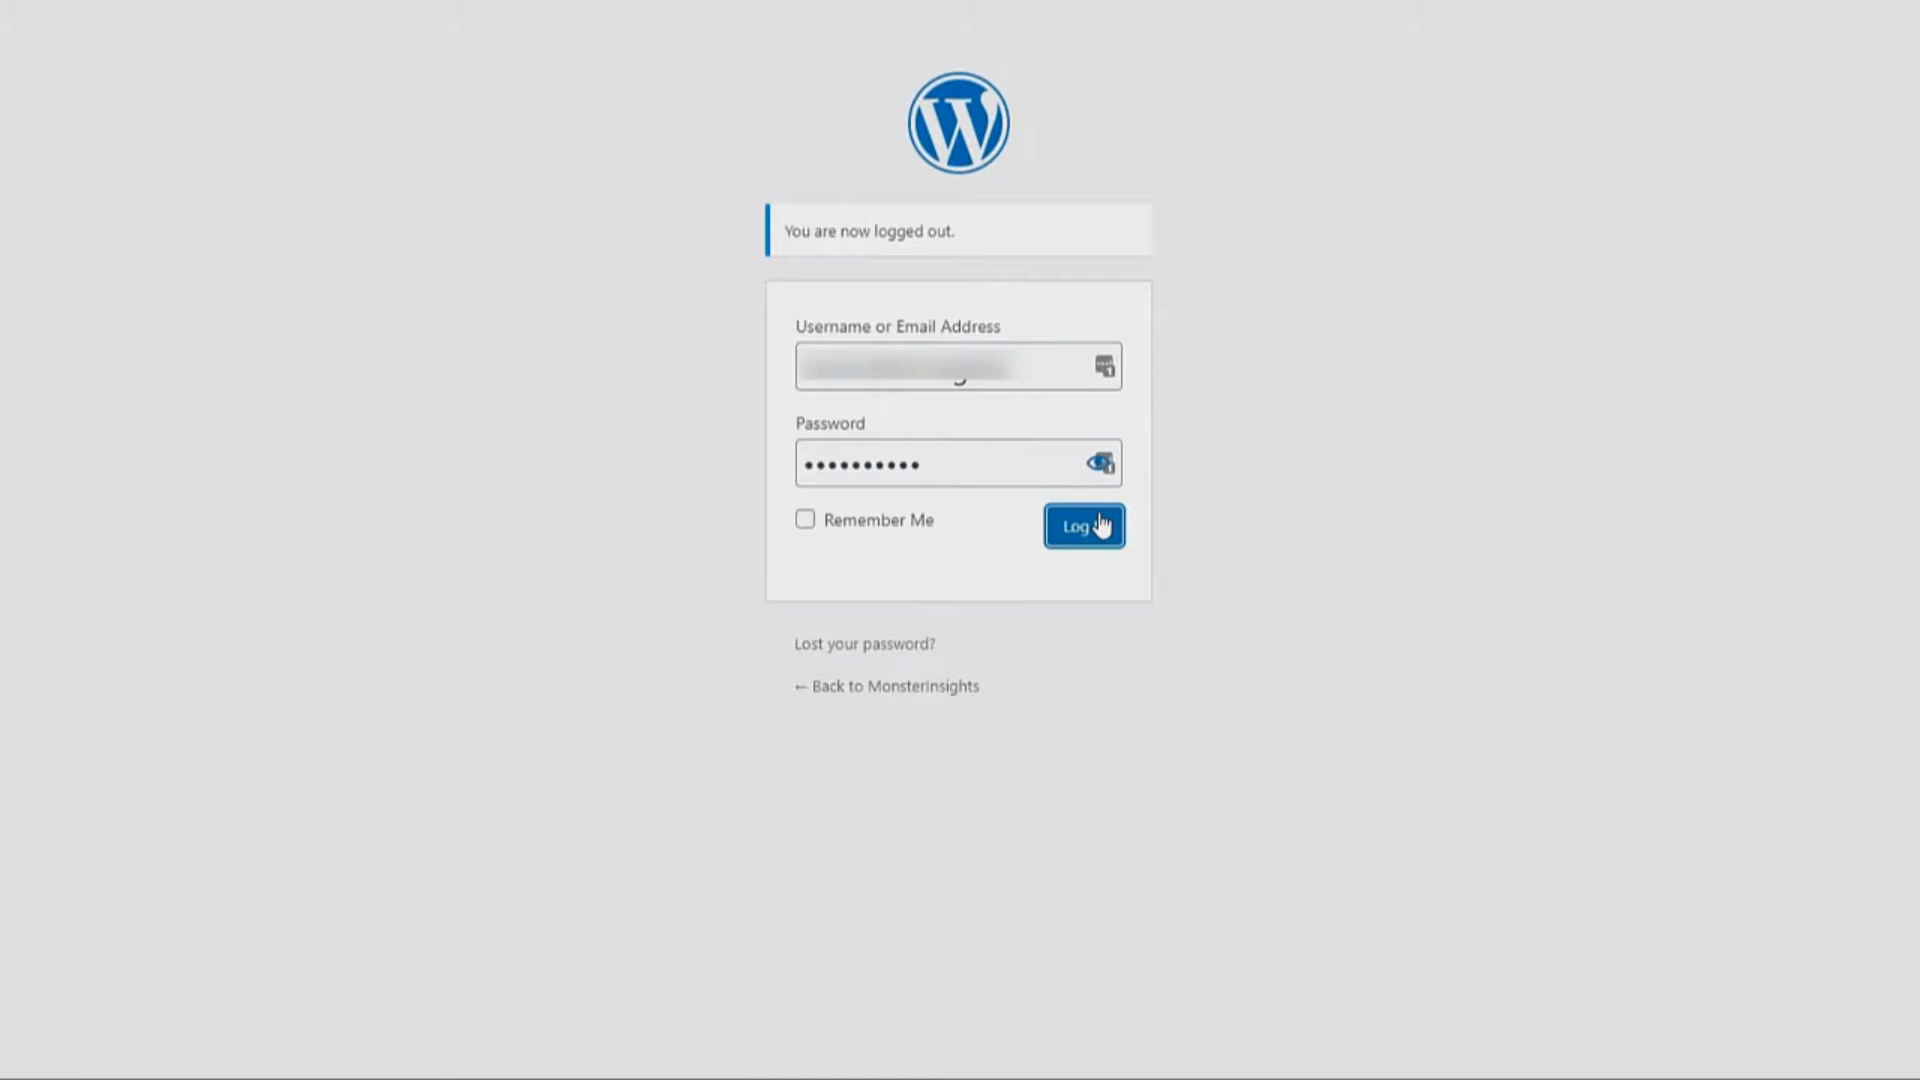 You are now logged out.
Username or Email Address
Password
Remember Me
Log
Lost your password?
← Back to MonsterInsights